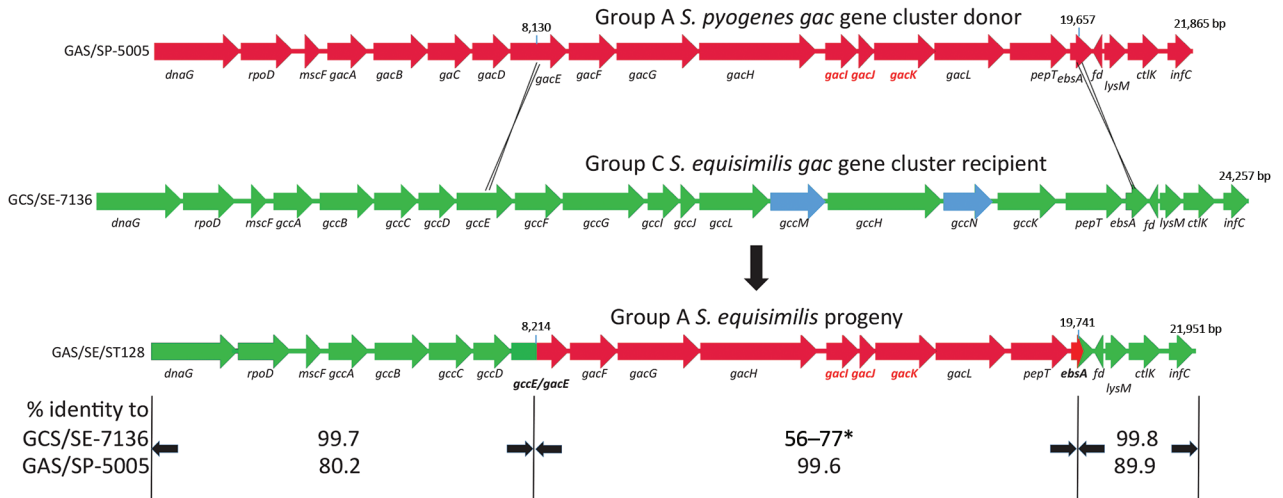 Group A S. pyogenes gac gene cluster donor
8,130
19,657
21,865 bp
GAS/SP-5005
dnaG rpoD mscF gacA gacB gaC gacD gacE gacF gacG gacH gacI gacJ gacK gacL pepT ebsA fd lysM ctlK infC
Group C S. equisimilis gac gene cluster recipient
24,257 bp
GCS/SE-7136
dnaG rpoD mscF gccA gccB gccC gccD gccE gccF gccG gccI gccJ gccL gccM gccH gccN gccK pepT ebsA fd lysM ctlK infC
Group A S. equisimilis progeny
8,214
19,741
21,951 bp
GAS/SE/ST128
dnaG rpoD mscF gccA gccB gccC gccD gccE/gacE gacF gacG gacH gacI gacJ gacK gacL pepT ebsA fd lysM ctlK infC
% identity to
GCS/SE-7136 99.7 56–77* 99.8
GAS/SP-5005 80.2 99.6 89.9